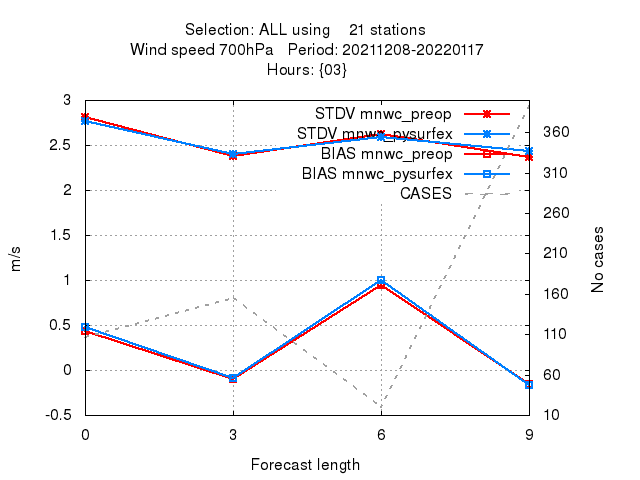 Selection: ALL using 21 stations
Wind speed 700hPa Period: 20211208-20220117
Hours: {03}
STDV mnwc_preop
STDV mnwc_pysurfex
BIAS mnwc_preop
BIAS mnwc_pysurfex
CASES
3
2.5
2
1.5
1
0.5
0
-0.5
m/s
360
310
260
210
160
110
60
10
No cases
0 3 6 9
Forecast length